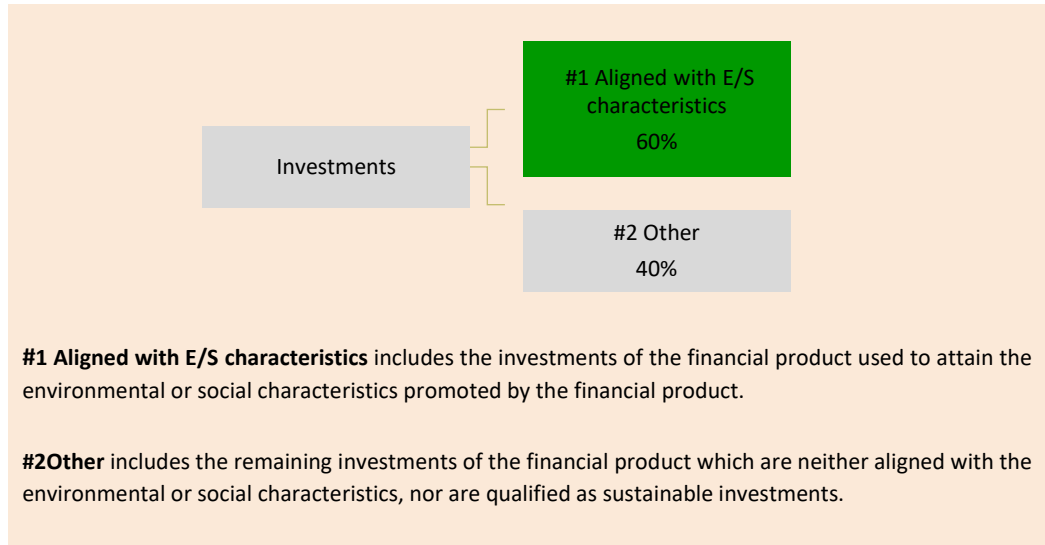 #1 Aligned with E/S
characteristics
60%
Investments
#2 Other
40%
#1 Aligned with E/S characteristics includes the investments of the financial product used to attain the
environmental or social characteristics promoted by the financial product.
#2Other includes the remaining investments of the financial product which are neither aligned with the
environmental or social characteristics, nor are qualified as sustainable investments.